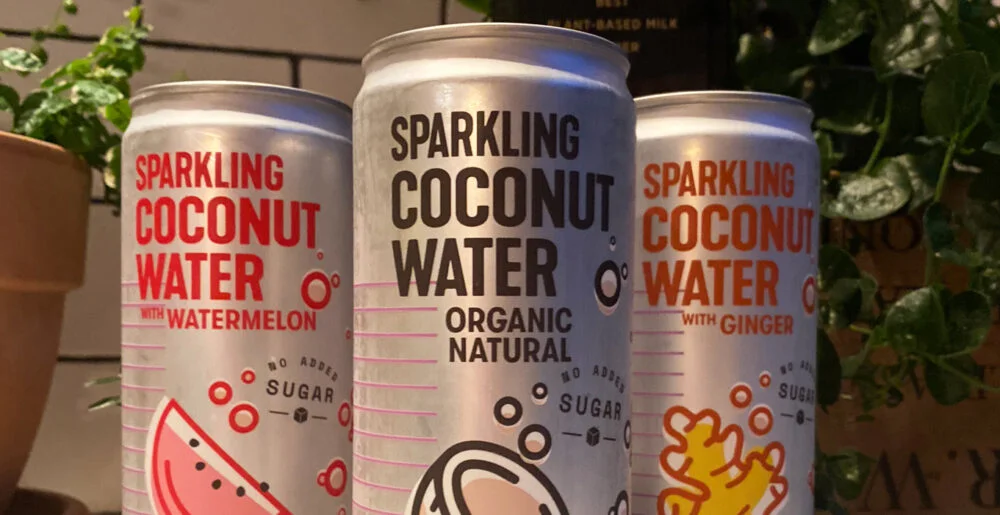 BEST
PLANT-BASED MILK
SPARKLING
COCONUT
WATER
WITH WATERMELON
NO ADDED
SUGAR
SPARKLING
COCONUT
WATER
ORGANIC
NATURAL
NO ADDED
SUGAR
SPARKLING
COCONUT
WATER
WITH GINGER
NO ADDED
SUGAR